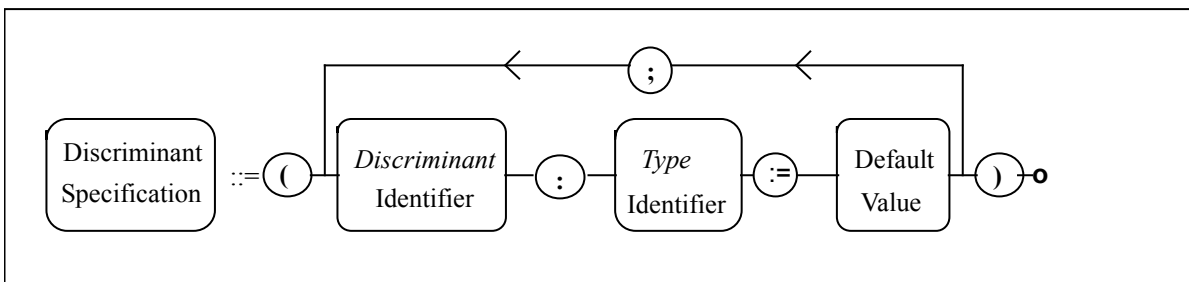 ;
Discriminant
Specification
::=
(
Discriminant
Identifier
:
Type
Identifier
:=
Default
Value
)
o